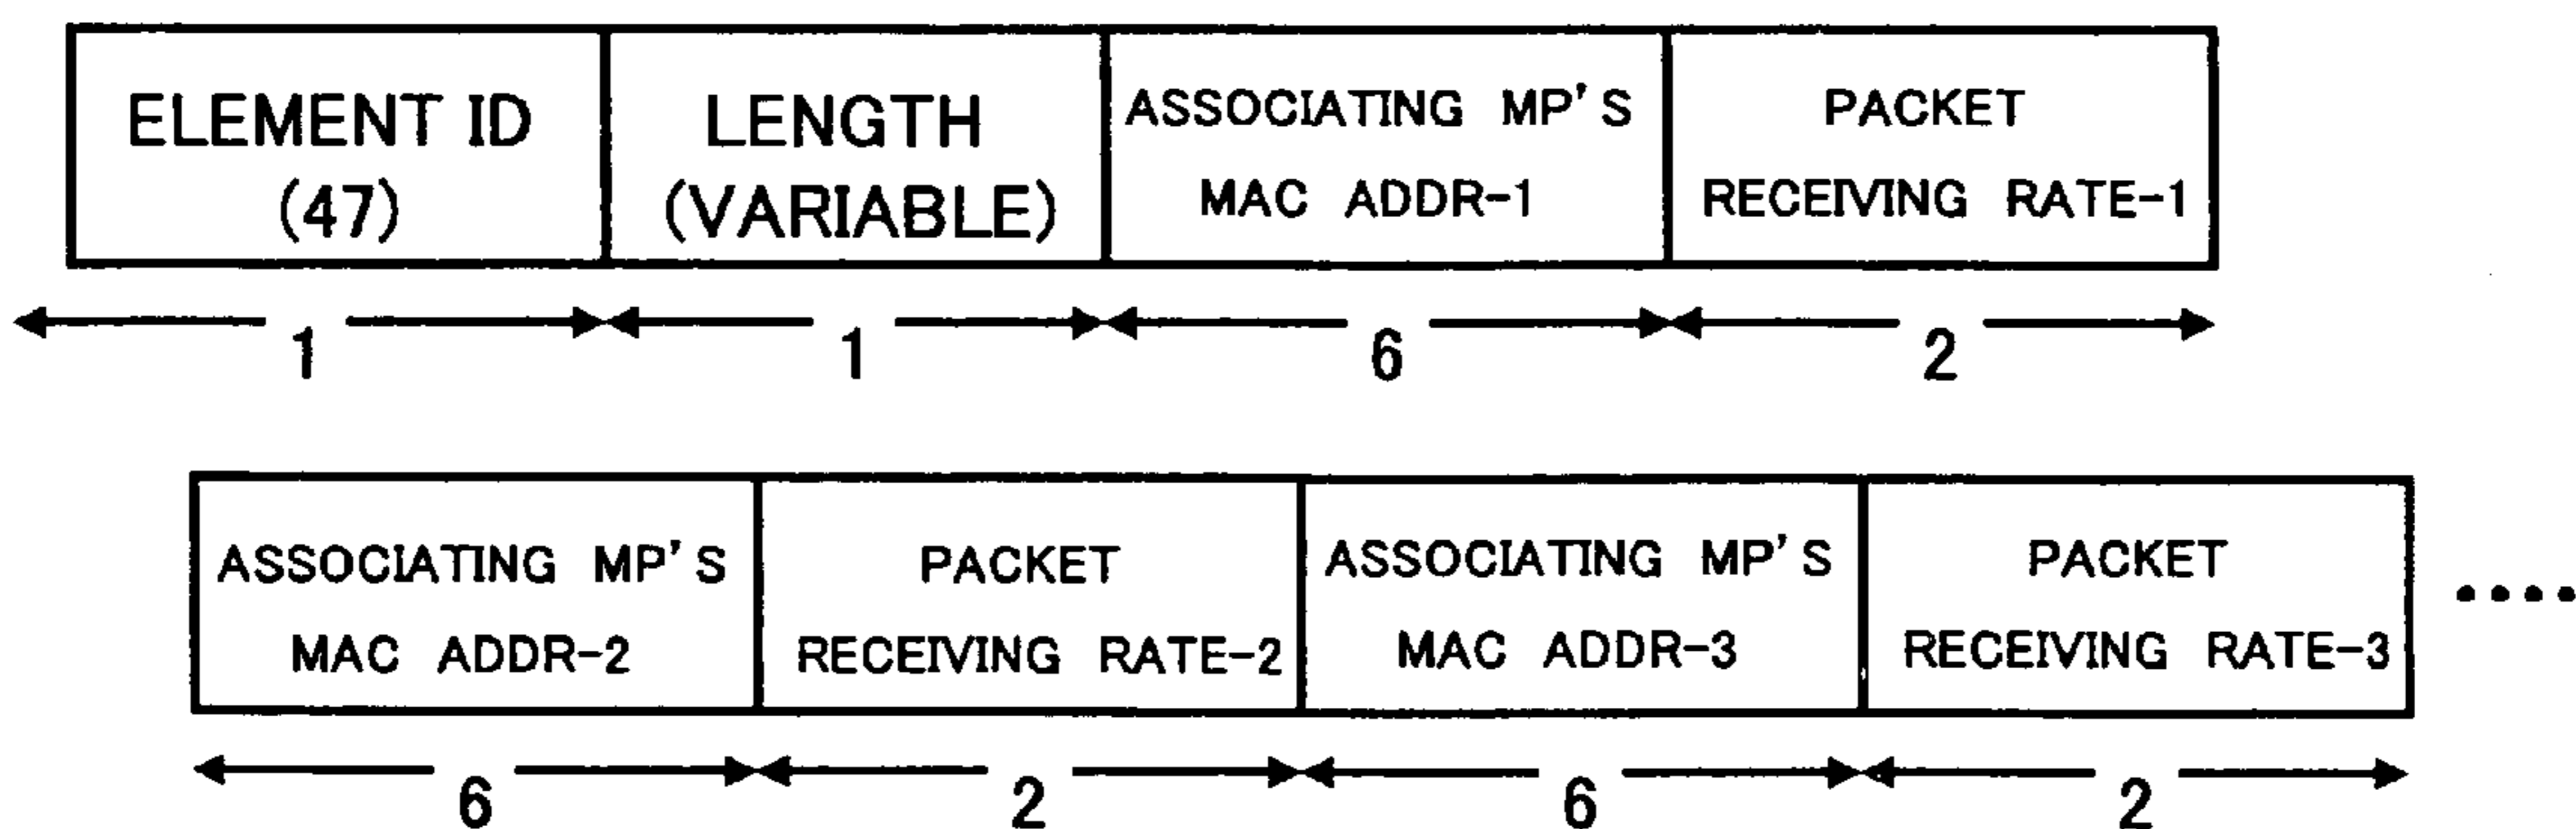 ELEMENT ID LENGTH ASSOCIATING MP'S PACKET
(47) (VARIABLE) MAC ADDR-1 RECEIVING RATE-1
1 1 6 2
ASSOCIATING MP'S PACKET ASSOCIATING MP'S PACKET ····
MAC ADDR-2 RECEIVING RATE-2 MAC ADDR-3 RECEIVING RATE-3
6 2 6 2